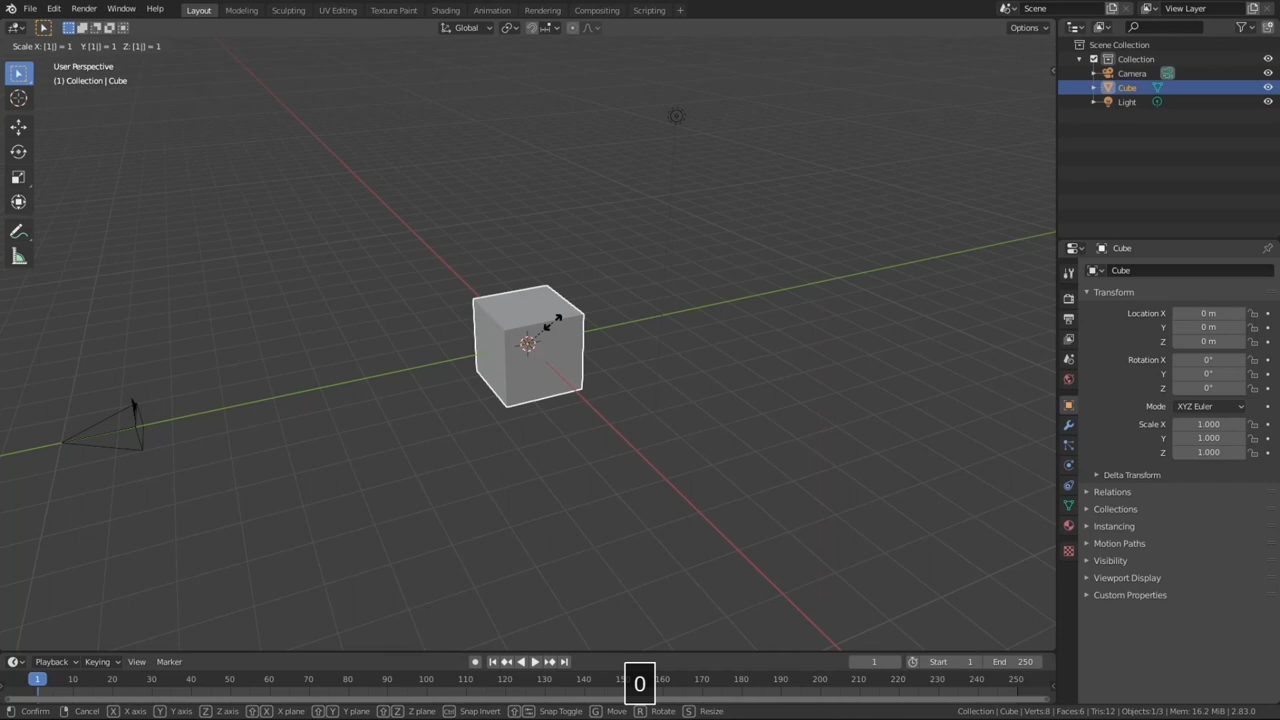 File Edit Render Window Help
Layout Modeling Sculpting UV Editing Texture Paint Shading Animation Rendering Compositing Scripting +
Scene
View Layer
Global
Options
Scale X: [1|] = 1 Y: [1|] = 1 Z: [1|] = 1
User Perspective
(1) Collection | Cube
Scene Collection
Collection
Camera
Cube
Light
Cube
Cube
Transform
Location X 0 m
Y 0 m
Z 0 m
Rotation X 0°
Y 0°
Z 0°
Mode XYZ Euler
Scale X 1.000
Y 1.000
Z 1.000
Delta Transform
Relations
Collections
Instancing
Motion Paths
Visibility
Viewport Display
Custom Properties
Playback Keying View Marker
1 Start 1 End 250
0
1 10 20 30 40 50 60 70 80 90 100 110 120 130 140 150 160 170 180 190 200 210 220 230 240 250
Confirm Cancel X X axis Y Y axis Z Z axis X X plane Y Y plane Z Z plane Snap Invert Snap Toggle G Move R Rotate S Resize
Collection | Cube | Verts:8 | Faces:6 | Tris:12 | Objects:1/3 | Mem: 16.2 MiB | 2.83.0